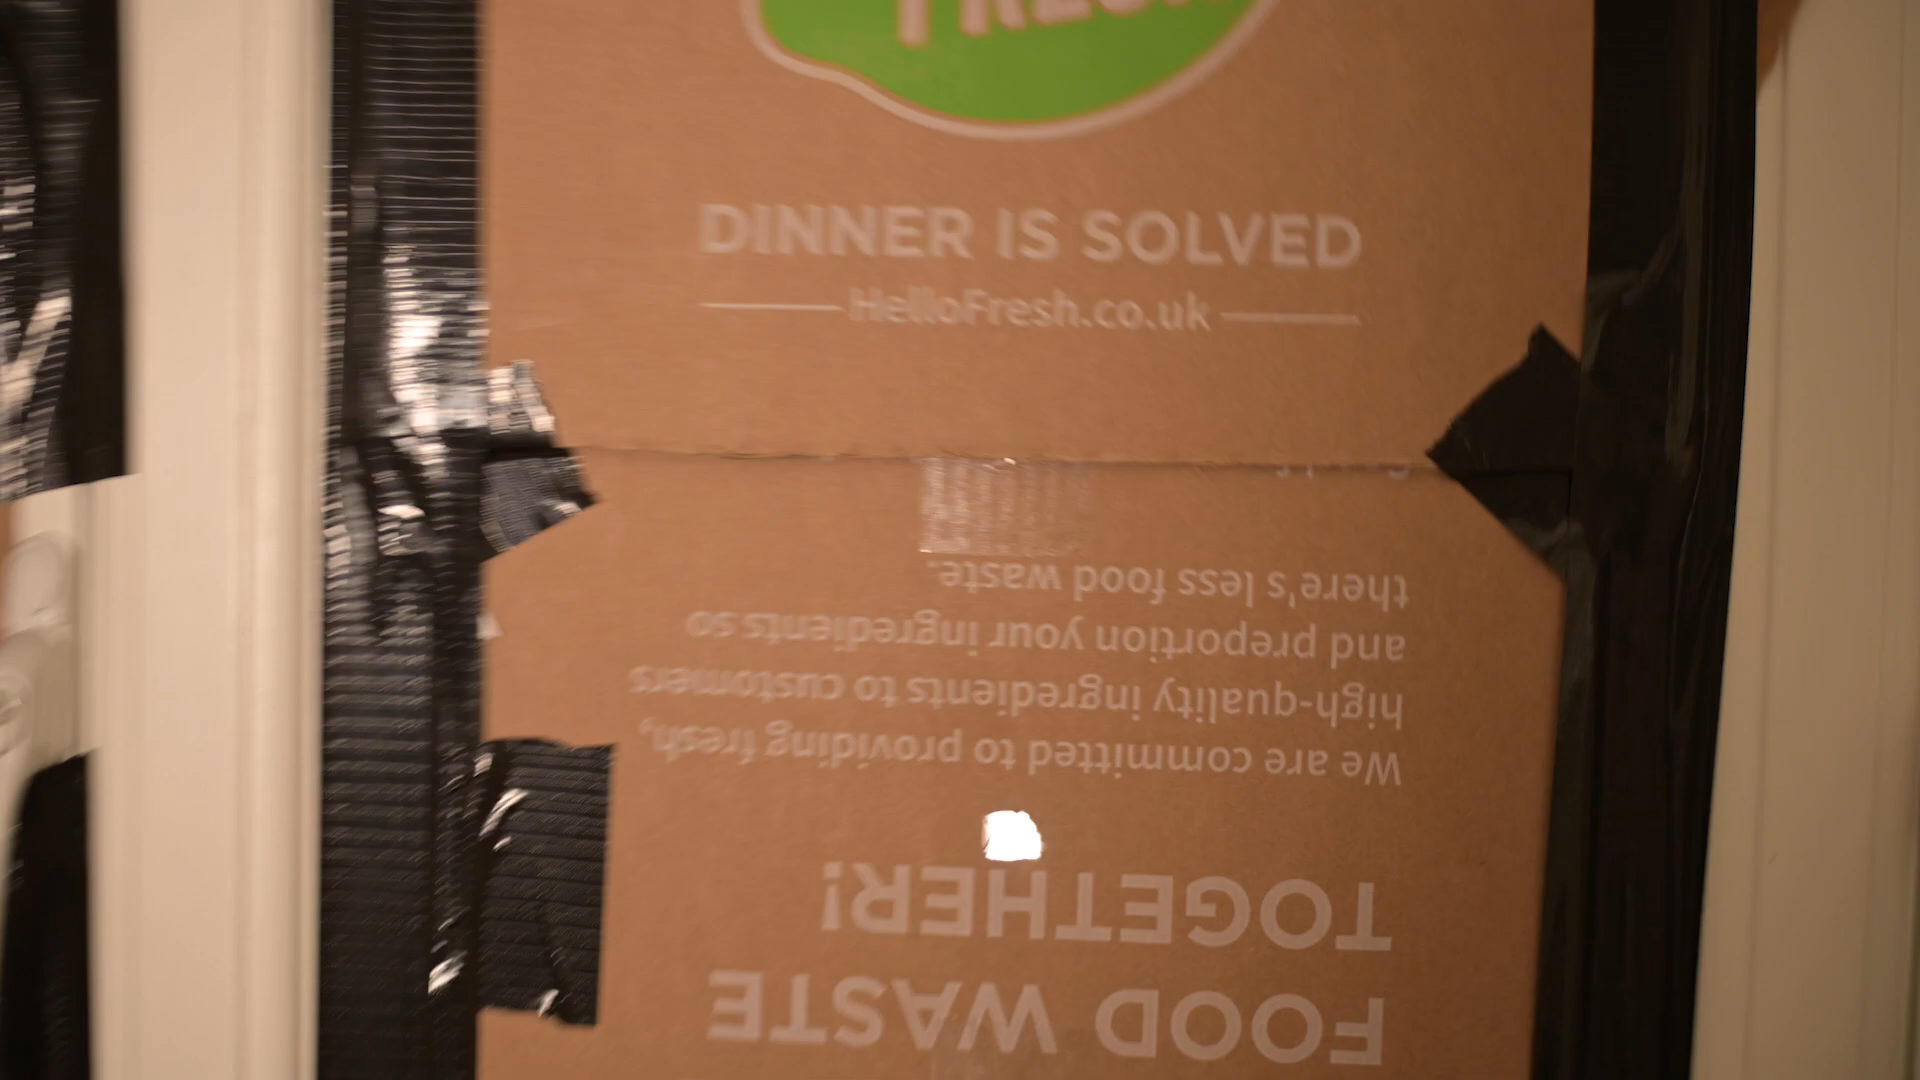 FRESH
DINNER IS SOLVED
HelloFresh.co.uk
FOOD WASTE
TOGETHER!
We are committed to providing fresh,
high-quality ingredients to customers
and preportion your ingredients so
there's less food waste.